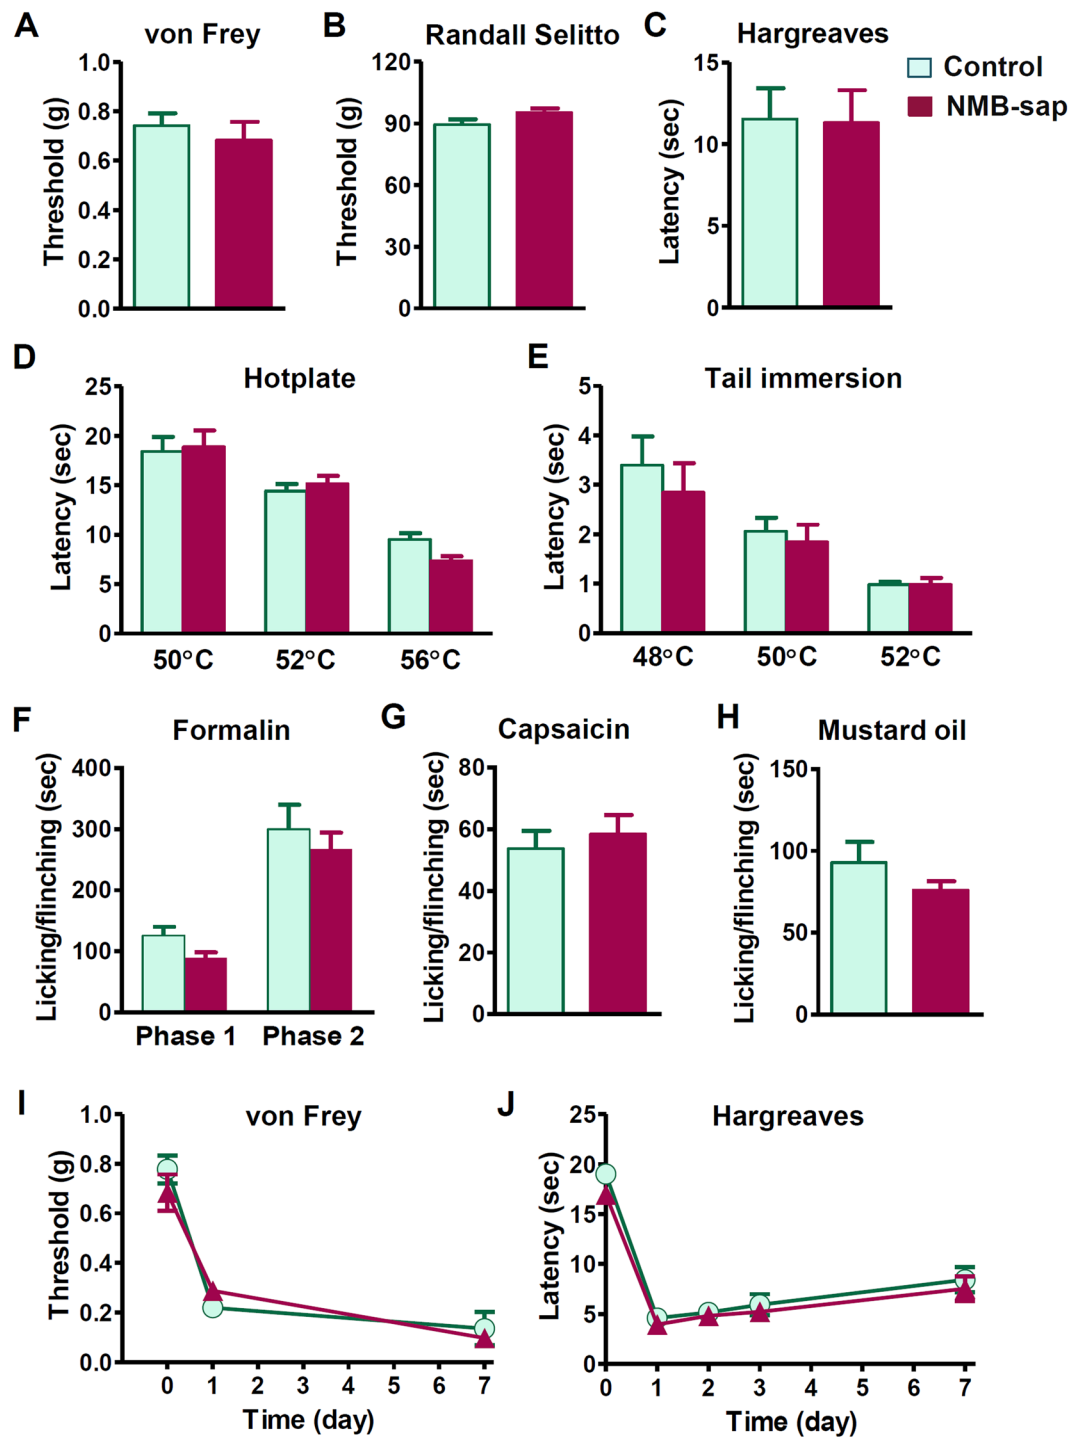 A
von Frey
Threshold (g)
1.0
0.8
0.6
0.4
0.2
0.0
B
Randall Selitto
Threshold (g)
120
90
60
30
0
C
Hargreaves
Latency (sec)
15
10
5
0
Control
NMB-sap
D
Hotplate
Latency (sec)
25
20
15
10
5
0
50°C 52°C 56°C
E
Tail immersion
Latency (sec)
5
4
3
2
1
0
48°C 50°C 52°C
F
Formalin
Licking/flinching (sec)
400
300
200
100
0
Phase 1 Phase 2
G
Capsaicin
Licking/flinching (sec)
80
60
40
20
0
H
Mustard oil
Licking/flinching (sec)
150
100
50
0
I
von Frey
Threshold (g)
1.0
0.8
0.6
0.4
0.2
0.0
0 1 2 3 4 5 6 7
Time (day)
J
Hargreaves
Latency (sec)
25
20
15
10
5
0
0 1 2 3 4 5 6 7
Time (day)